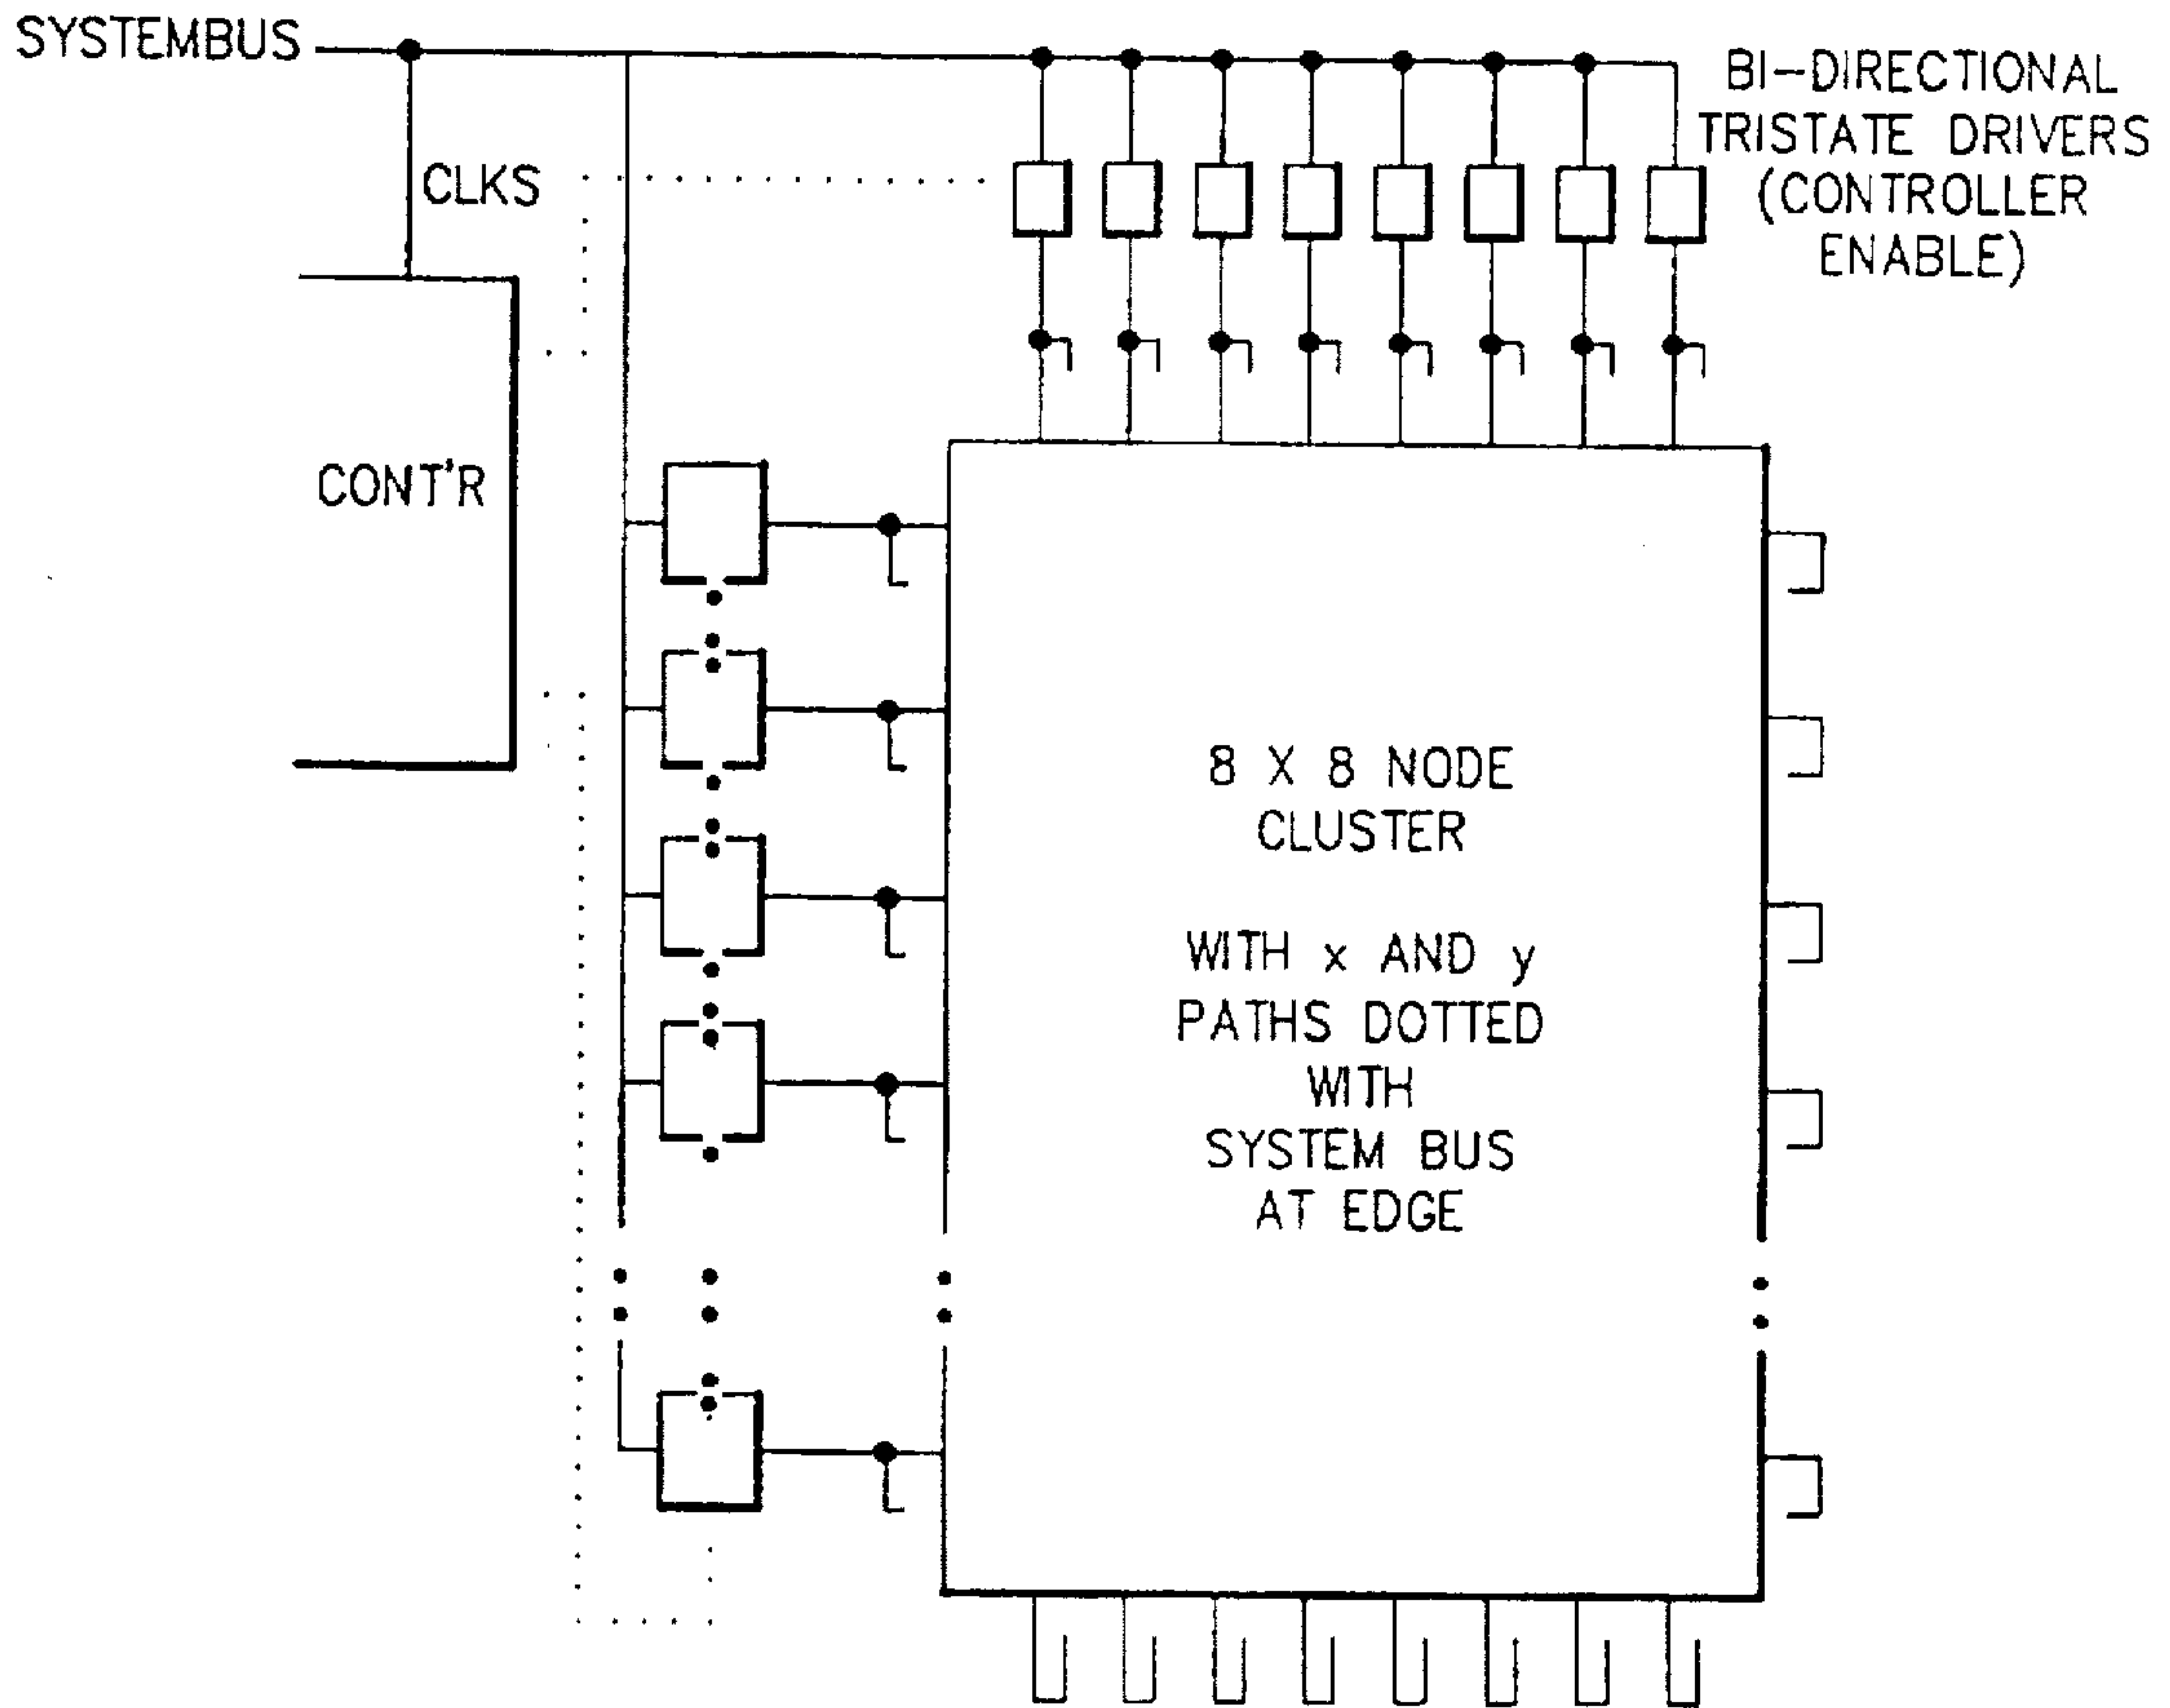 SYSTEMBUS
BI-DIRECTIONAL
TRISTATE DRIVERS
(CONTROLLER
ENABLE)
CLKS
CONT'R
8 X 8 NODE
CLUSTER
WITH x AND y
PATHS DOTTED
WITH
SYSTEM BUS
AT EDGE